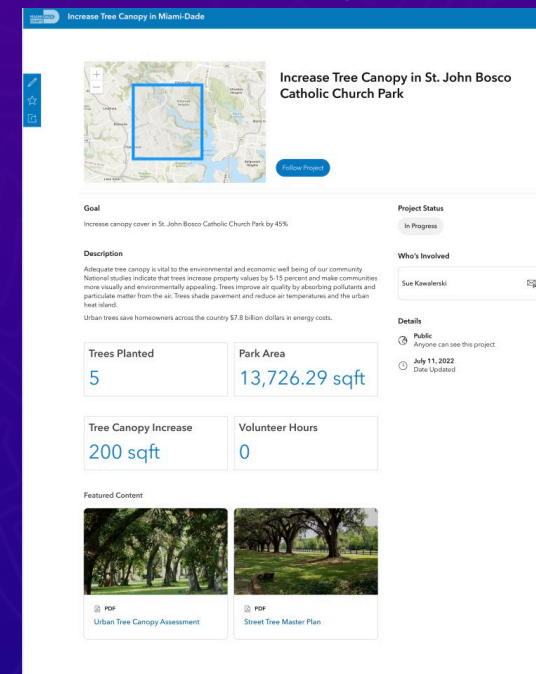 MIAMI-DADE
COUNTY
Increase Tree Canopy in Miami-Dade
Increase Tree Canopy in St. John Bosco
Catholic Church Park
Follow Project
Goal
Increase canopy cover in St. John Bosco Catholic Church Park by 45%
Description
Adequate tree canopy is vital to the environmental and economic well being of our community
National studies indicate that trees increase property values by 5-15 percent and make communities
more visually and environmentally appealing. Trees improve air quality by absorbing pollutants and
particulate matter from the air. Trees shade pavement and reduce air temperatures and the urban
heat island.
Urban trees save homeowners across the country $7.8 billion dollars in energy costs.
Trees Planted
5
Park Area
13,726.29 sqft
Tree Canopy Increase
200 sqft
Volunteer Hours
0
Featured Content
PDF
Urban Tree Canopy Assessment
PDF
Street Tree Master Plan
Project Status
In Progress
Who's Involved
Sue Kawalerski
Details
Public
Anyone can see this project
July 11, 2022
Date Updated